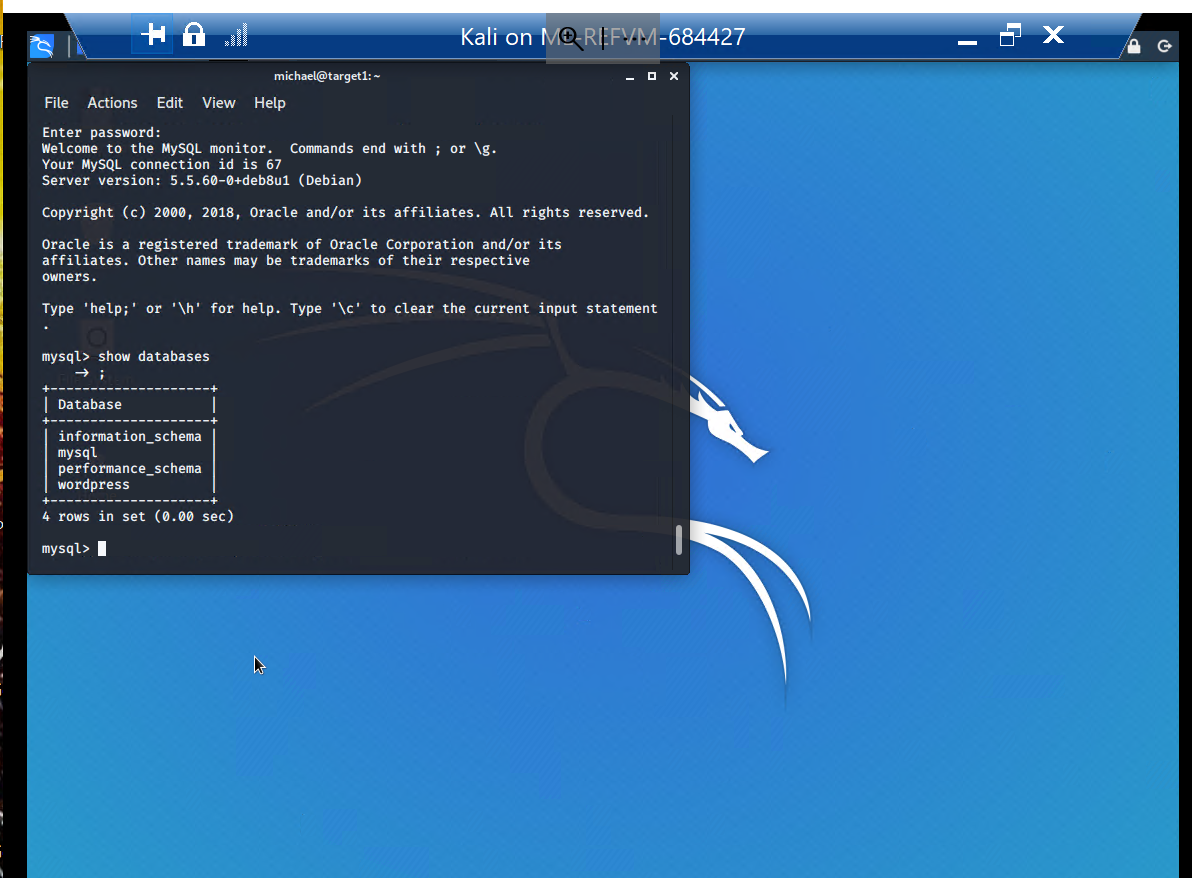 Kali on M
-REFVM-684427
michael@target1:~
File Actions Edit View Help
Enter password:
Welcome to the MySQL monitor.  Commands end with ; or \g.
Your MySQL connection id is 67
Server version: 5.5.60-0+deb8u1 (Debian)
Copyright (c) 2000, 2018, Oracle and/or its affiliates. All rights reserved.
Oracle is a registered trademark of Oracle Corporation and/or its
affiliates. Other names may be trademarks of their respective
owners.
Type 'help;' or '\h' for help. Type '\c' to clear the current input statement
.
mysql> show databases
    → ;
+--------------------+
| Database           |
+--------------------+
| information_schema |
| mysql              |
| performance_schema |
| wordpress          |
+--------------------+
4 rows in set (0.00 sec)
mysql>